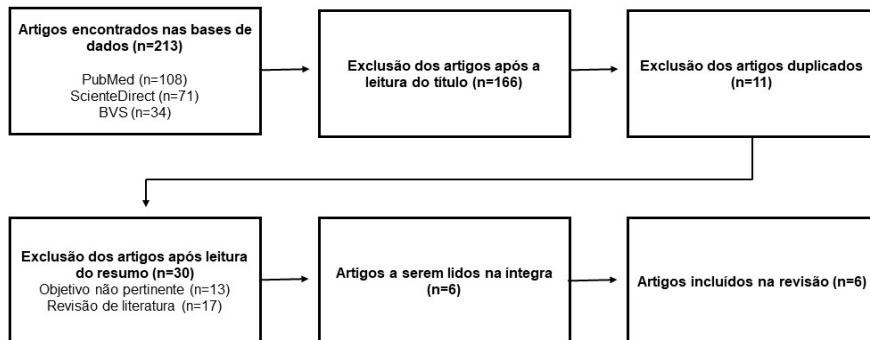 Artigos encontrados nas bases de
dados (n=213)
PubMed (n=108)
ScienteDirect (n=71)
BVS (n=34)
Exclusão dos artigos após a
leitura do título (n=166)
Exclusão dos artigos duplicados
(n=11)
Exclusão dos artigos após leitura
do resumo (n=30)
Objetivo não pertinente (n=13)
Revisão de literatura (n=17)
Artigos a serem lidos na íntegra
(n=6)
Artigos incluídos na revisão (n=6)